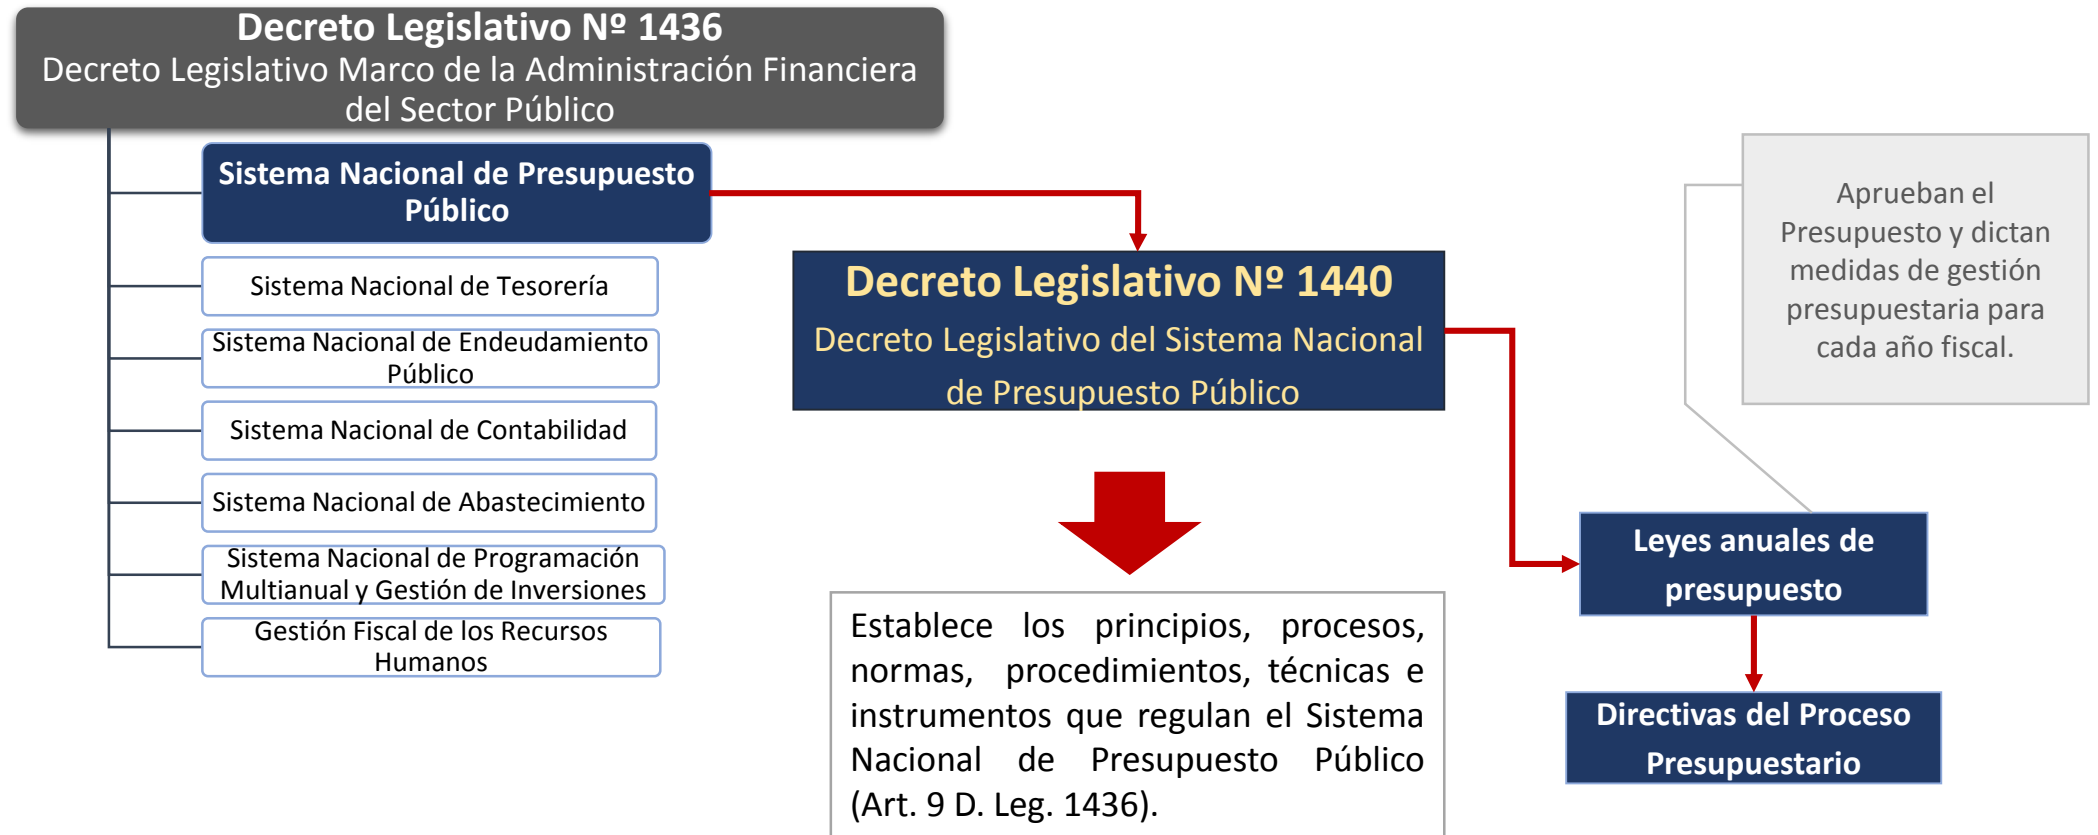 Decreto Legislativo Nº 1436
Decreto Legislativo Marco de la Administración Financiera
del Sector Público
Sistema Nacional de Presupuesto
Público
Sistema Nacional de Tesorería
Sistema Nacional de Endeudamiento
Público
Sistema Nacional de Contabilidad
Sistema Nacional de Abastecimiento
Sistema Nacional de Programación
Multianual y Gestión de Inversiones
Gestión Fiscal de los Recursos
Humanos
Decreto Legislativo Nº 1440
Decreto Legislativo del Sistema Nacional
de Presupuesto Público
Establece los principios, procesos,
normas, procedimientos, técnicas e
instrumentos que regulan el Sistema
Nacional de Presupuesto Público
(Art. 9 D. Leg. 1436).
Aprueban el
Presupuesto y dictan
medidas de gestión
presupuestaria para
cada año fiscal.
Leyes anuales de
presupuesto
Directivas del Proceso
Presupuestario